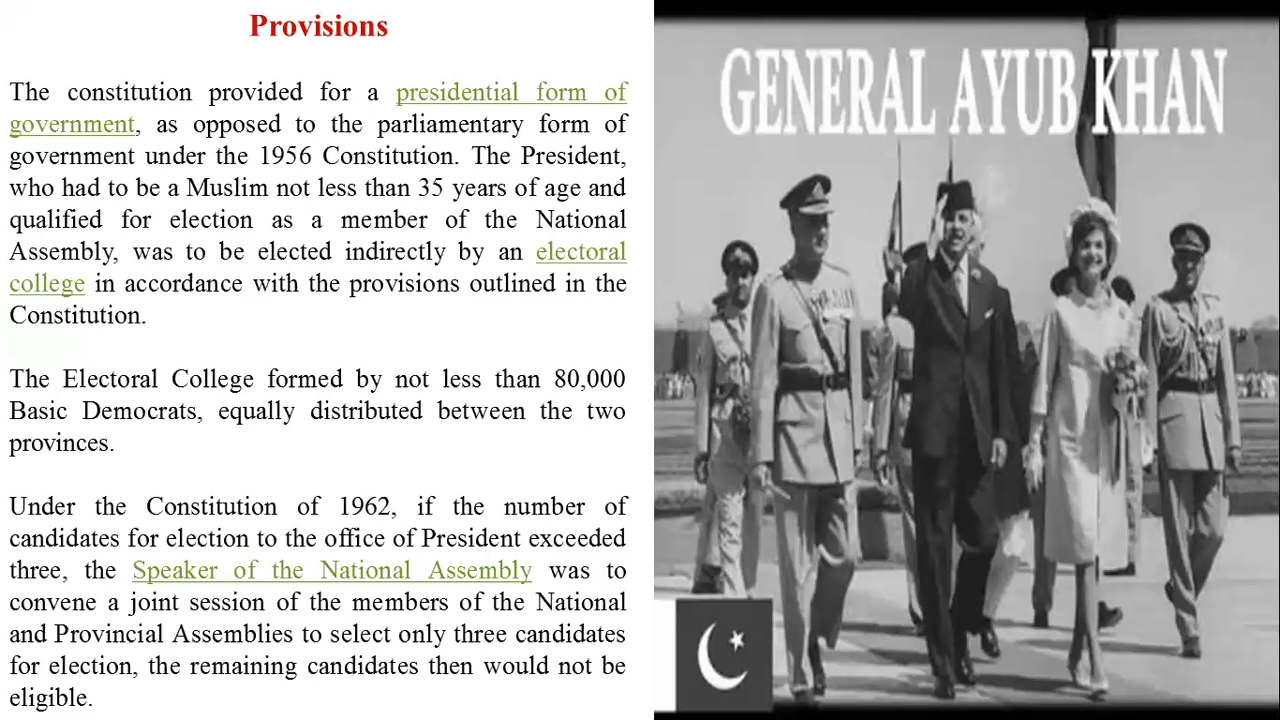 Provisions
The constitution provided for a presidential form of
government, as opposed to the parliamentary form of
government under the 1956 Constitution. The President,
who had to be a Muslim not less than 35 years of age and
qualified for election as a member of the National
Assembly, was to be elected indirectly by an electoral
college in accordance with the provisions outlined in the
Constitution.
The Electoral College formed by not less than 80,000
Basic Democrats, equally distributed between the two
provinces.
Under the Constitution of 1962, if the number of
candidates for election to the office of President exceeded
three, the Speaker of the National Assembly was to
convene a joint session of the members of the National
and Provincial Assemblies to select only three candidates
for election, the remaining candidates then would not be
eligible.
GENERAL AYUB KHAN